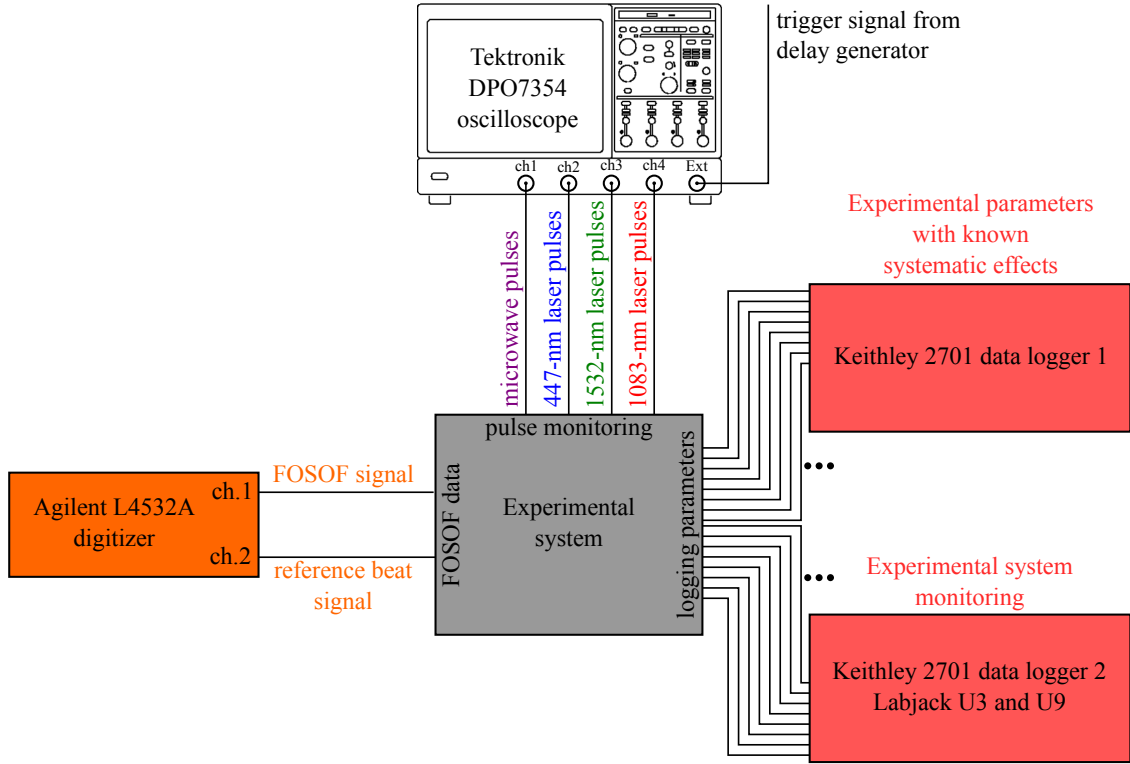 trigger signal from
delay generator
Tektronik
DPO7354
oscilloscope
ch1
ch2
ch3
ch4
Ext
microwave pulses
447-nm laser pulses
1532-nm laser pulses
1083-nm laser pulses
Experimental parameters
with known
systematic effects
Keithley 2701 data logger 1
pulse monitoring
FOSOF data
Experimental
system
logging parameters
FOSOF signal
Agilent L4532A
digitizer
ch.1
ch.2
reference beat
signal
Experimental system
monitoring
Keithley 2701 data logger 2
Labjack U3 and U9